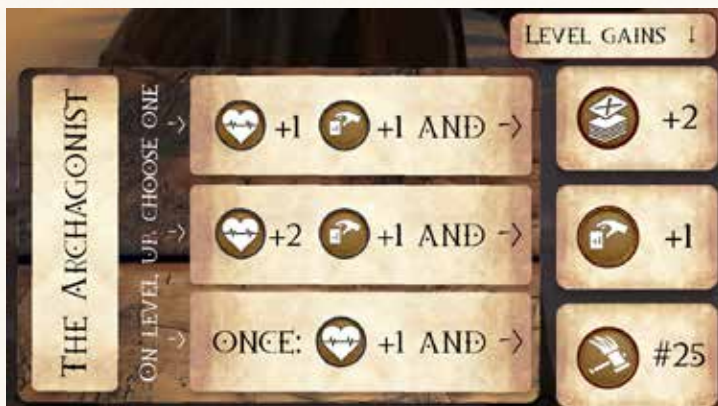 LEVEL GAINS ↓
THE ARCHAGONIST
ON LEVEL UP, CHOOSE ONE
-> +1 +1 AND ->
+2
-> +2 +1 AND ->
+1
-> ONCE: +1 AND ->
#25